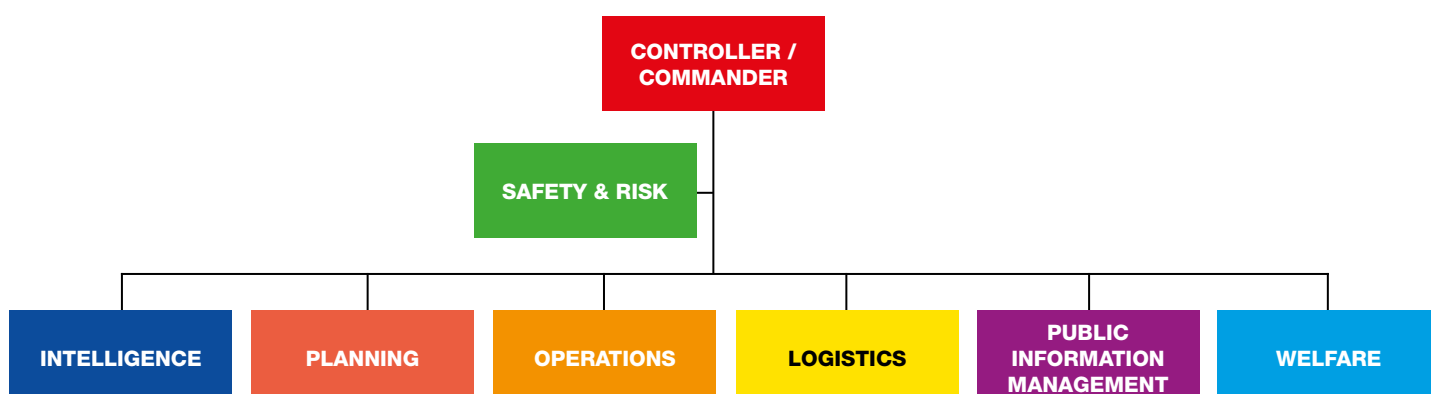 CONTROLLER /
COMMANDER
SAFETY & RISK
INTELLIGENCE
PLANNING
OPERATIONS
LOGISTICS
PUBLIC
INFORMATION
MANAGEMENT
WELFARE